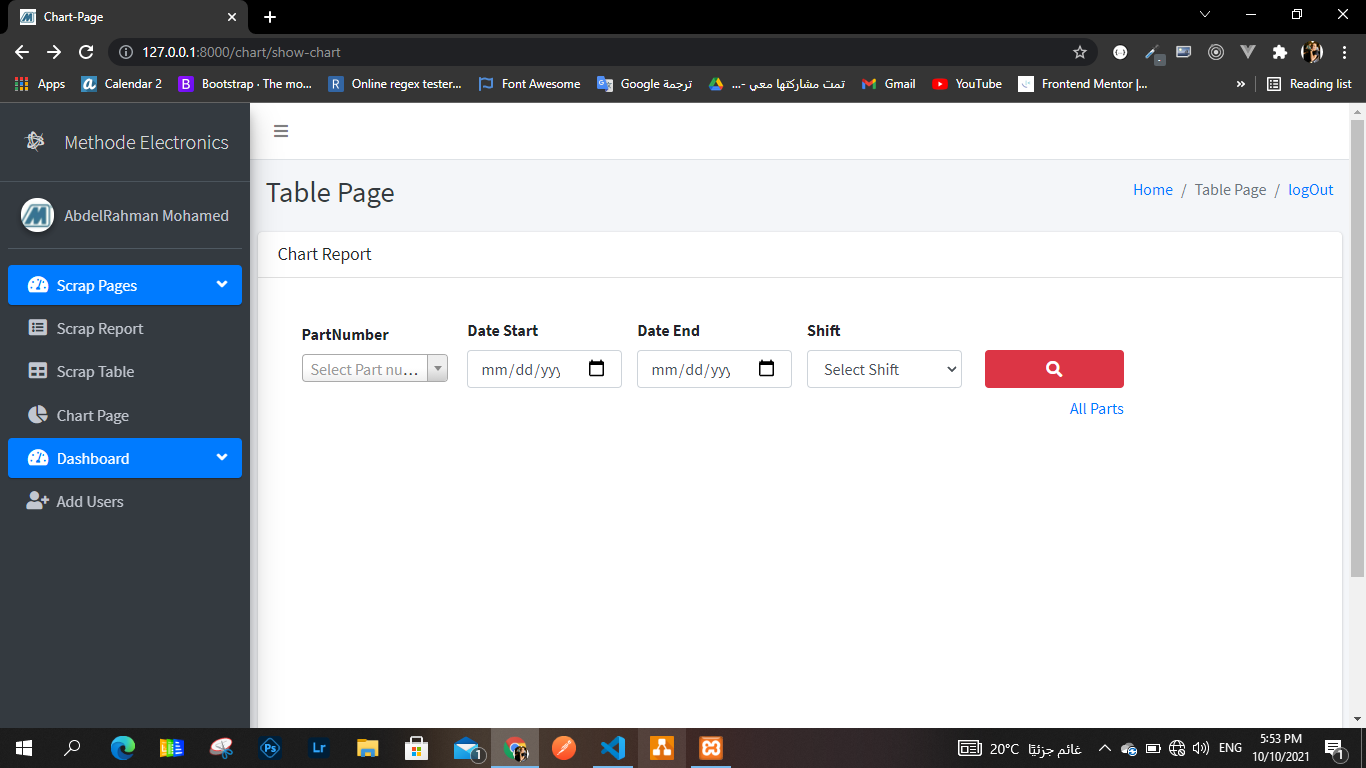 Chart-Page
127.0.0.1:8000/chart/show-chart
Apps
Calendar 2
Bootstrap · The mo...
Online regex tester...
Font Awesome
ترجمة Google
تمت مشاركتها معي -...
Gmail
YouTube
Frontend Mentor |...
»
Reading list
Methode Electronics
AbdelRahman Mohamed
Scrap Pages
Scrap Report
Scrap Table
Chart Page
Dashboard
Add Users
Table Page
Home / Table Page / logOut
Chart Report
PartNumber
Select Part nu...
Date Start
mm/dd/yyy
Date End
mm/dd/yyy
Shift
Select Shift
All Parts
Ps
Lr
1
20°C غائم جزئيًا
ENG
5:53 PM
10/10/2021
1